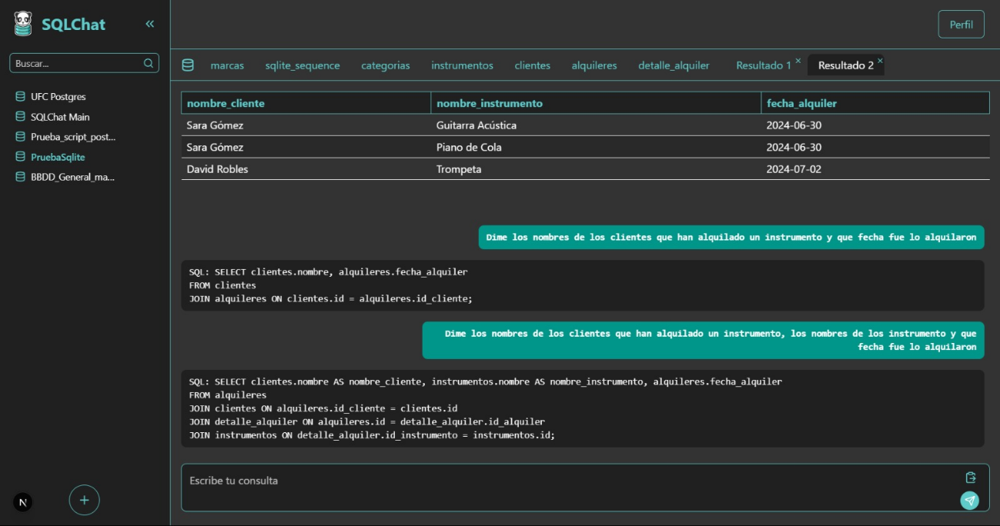 SQLChat
«
Perfil
Buscar...
UFC Postgres
SQLChat Main
Prueba_script_post...
PruebaSqlite
BBDD_General_ma...
N
+
marcas sqlite_sequence categorias instrumentos clientes alquileres detalle_alquiler Resultado 1 × Resultado 2 ×
nombre_cliente nombre_instrumento fecha_alquiler
Sara Gómez Guitarra Acústica 2024-06-30
Sara Gómez Piano de Cola 2024-06-30
David Robles Trompeta 2024-07-02
Dime los nombres de los clientes que han alquilado un instrumento y que fecha fue lo alquilaron
SQL: SELECT clientes.nombre, alquileres.fecha_alquiler
FROM clientes
JOIN alquileres ON clientes.id = alquileres.id_cliente;
Dime los nombres de los clientes que han alquilado un instrumento, los nombres de los instrumento y que
fecha fue lo alquilaron
SQL: SELECT clientes.nombre AS nombre_cliente, instrumentos.nombre AS nombre_instrumento, alquileres.fecha_alquiler
FROM alquileres
JOIN clientes ON alquileres.id_cliente = clientes.id
JOIN detalle_alquiler ON alquileres.id = detalle_alquiler.id_alquiler
JOIN instrumentos ON detalle_alquiler.id_instrumento = instrumentos.id;
Escribe tu consulta